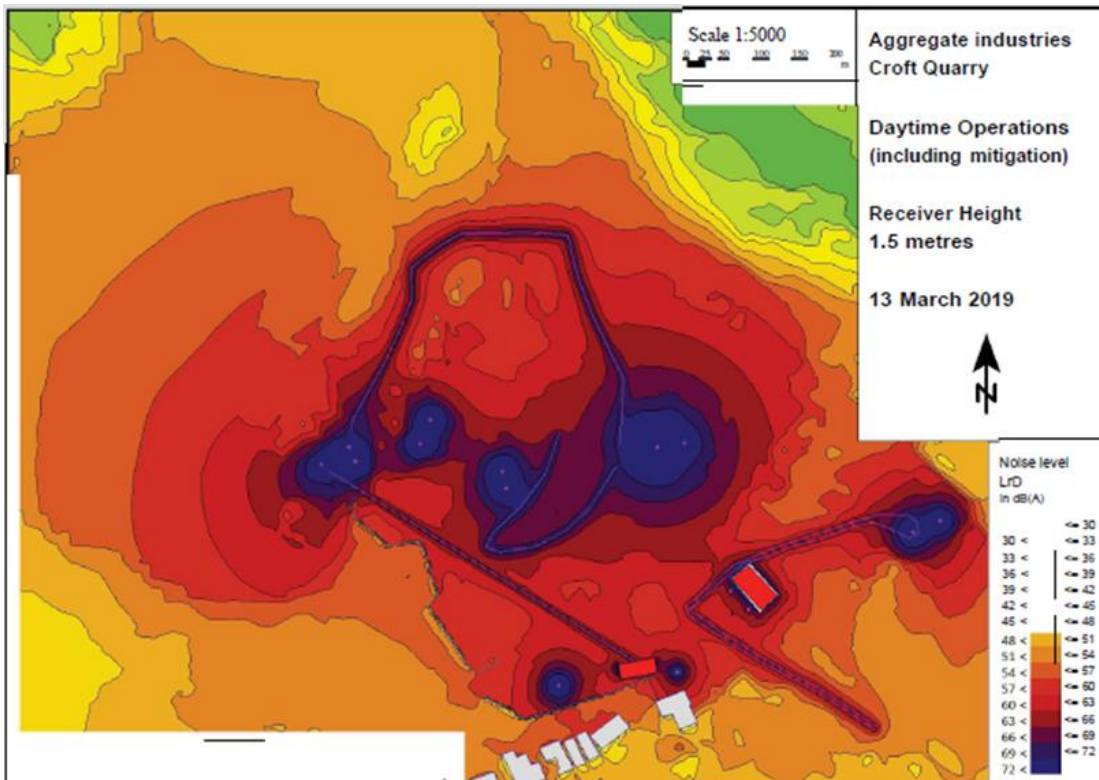 Scale 1:5000
0 25 50 100 150 200
m
Aggregate industries
Croft Quarry
Daytime Operations
(including mitigation)
Receiver Height
1.5 metres
13 March 2019
N
Noise level
LrD
in dB(A)
<= 30
30 < <= 33
33 < <= 36
36 < <= 39
39 < <= 42
42 < <= 45
45 < <= 48
48 < <= 51
51 < <= 54
54 < <= 57
57 < <= 60
60 < <= 63
63 < <= 66
66 < <= 69
69 < <= 72
72 <